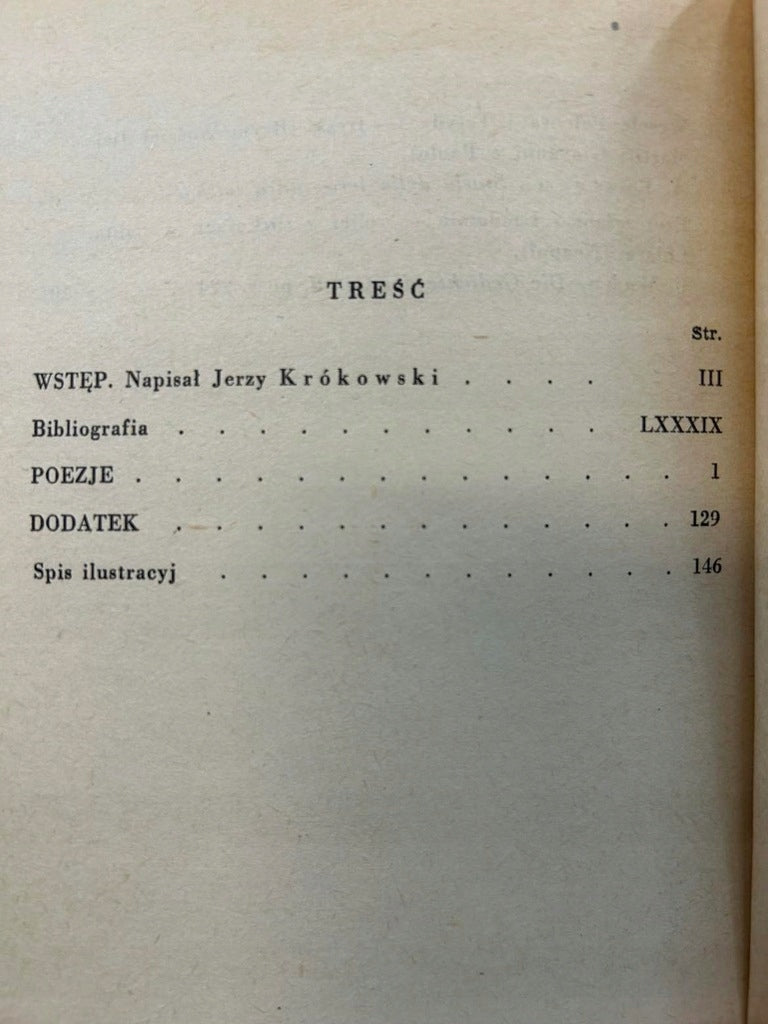 TREŚĆ
Str.
WSTĘP. Napisał Jerzy Krókowski . . . . III
Bibliografia . . . . . . . . . . . LXXXIX
POEZJE . . . . . . . . . . . . . . 1
DODATEK . . . . . . . . . . . . . 129
Spis ilustracyj . . . . . . . . . . . . 146